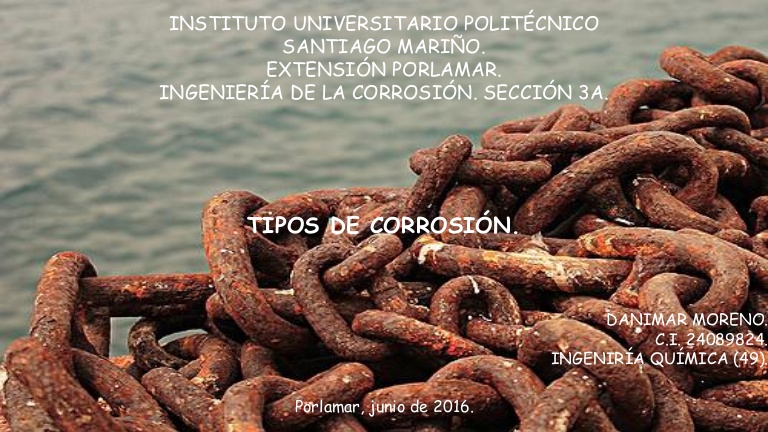 INSTITUTO UNIVERSITARIO POLITÉCNICO
SANTIAGO MARIÑO.
EXTENSIÓN PORLAMAR.
INGENIERÍA DE LA CORROSIÓN. SECCIÓN 3A.
TIPOS DE CORROSIÓN.
DANIMAR MORENO.
C.I. 24089824.
INGENIRÍA QUÍMICA (49)
Porlamar, junio de 2016.